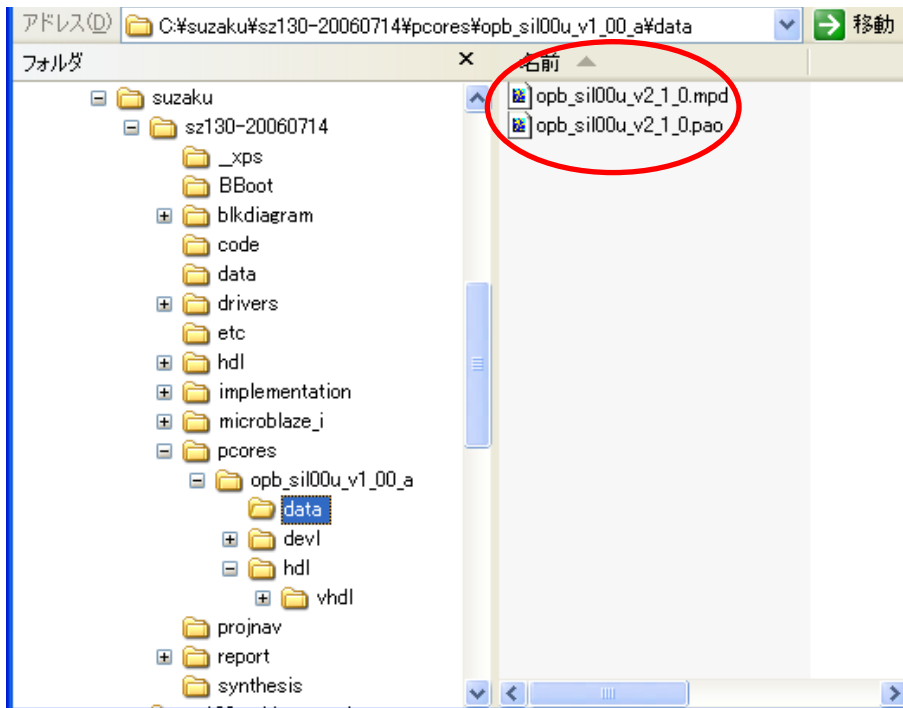 アドレス(D) C:¥suzaku¥sz130-20060714¥pcores¥opb_sil00u_v1_00_a¥data 移動
フォルダ × 名前
suzaku
sz130-20060714
_xps
BBoot
blkdiagram
code
data
drivers
etc
hdl
implementation
microblaze_i
pcores
opb_sil00u_v1_00_a
data
devl
hdl
vhdl
projnav
report
synthesis
opb_sil00u_v2_1_0.mpd
opb_sil00u_v2_1_0.pao